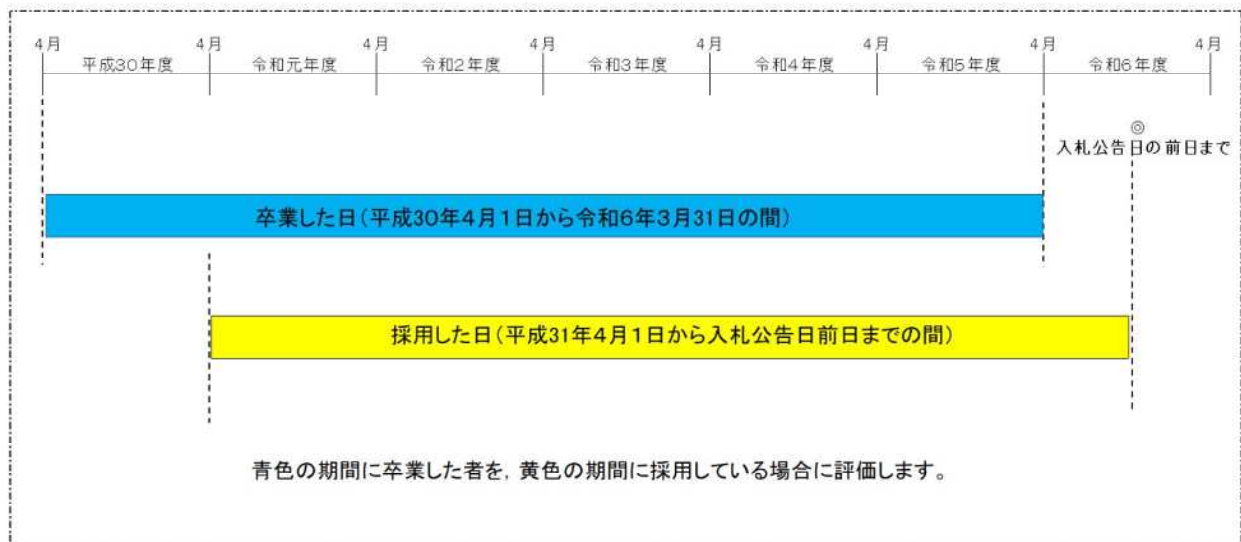 4月 4月 4月 4月 4月 4月 4月 4月
平成30年度 令和元年度 令和2年度 令和3年度 令和4年度 令和5年度 令和6年度
◎
入札公告日の前日まで
卒業した日(平成30年4月1日から令和6年3月31日の間)
採用した日(平成31年4月1日から入札公告日前日までの間)
青色の期間に卒業した者を，黄色の期間に採用している場合に評価します。